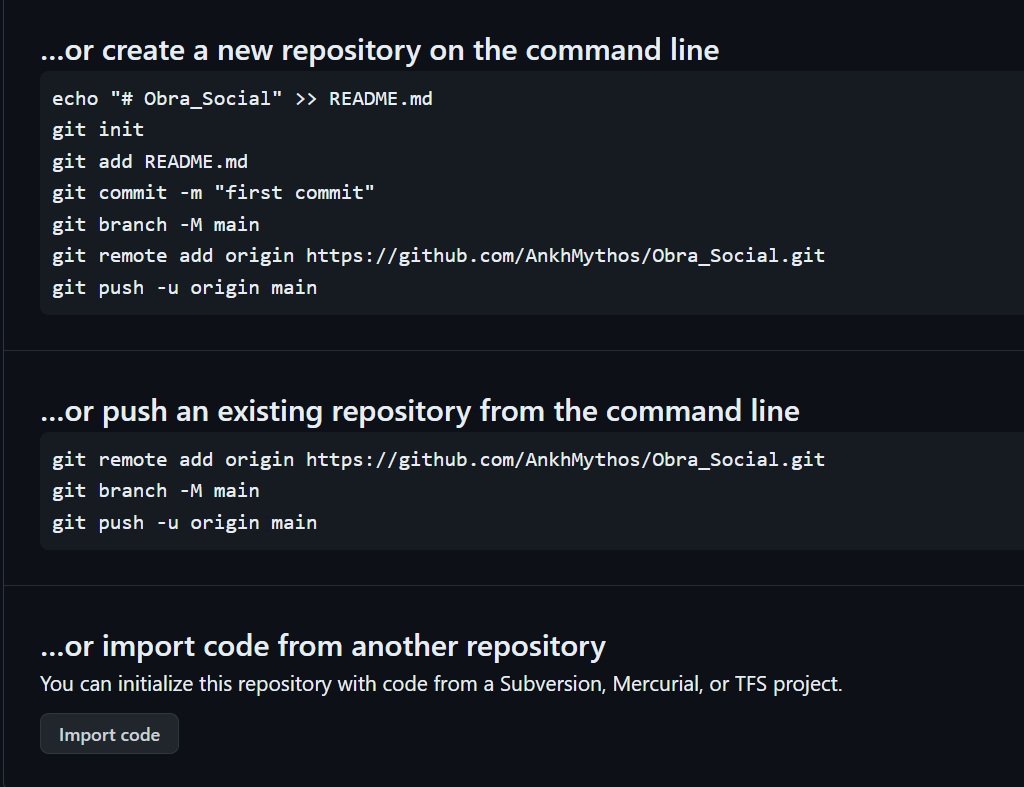 ...or create a new repository on the command line
echo "# Obra_Social" >> README.md
git init
git add README.md
git commit -m "first commit"
git branch -M main
git remote add origin https://github.com/AnkhMythos/Obra_Social.git
git push -u origin main
...or push an existing repository from the command line
git remote add origin https://github.com/AnkhMythos/Obra_Social.git
git branch -M main
git push -u origin main
...or import code from another repository
You can initialize this repository with code from a Subversion, Mercurial, or TFS project.
Import code